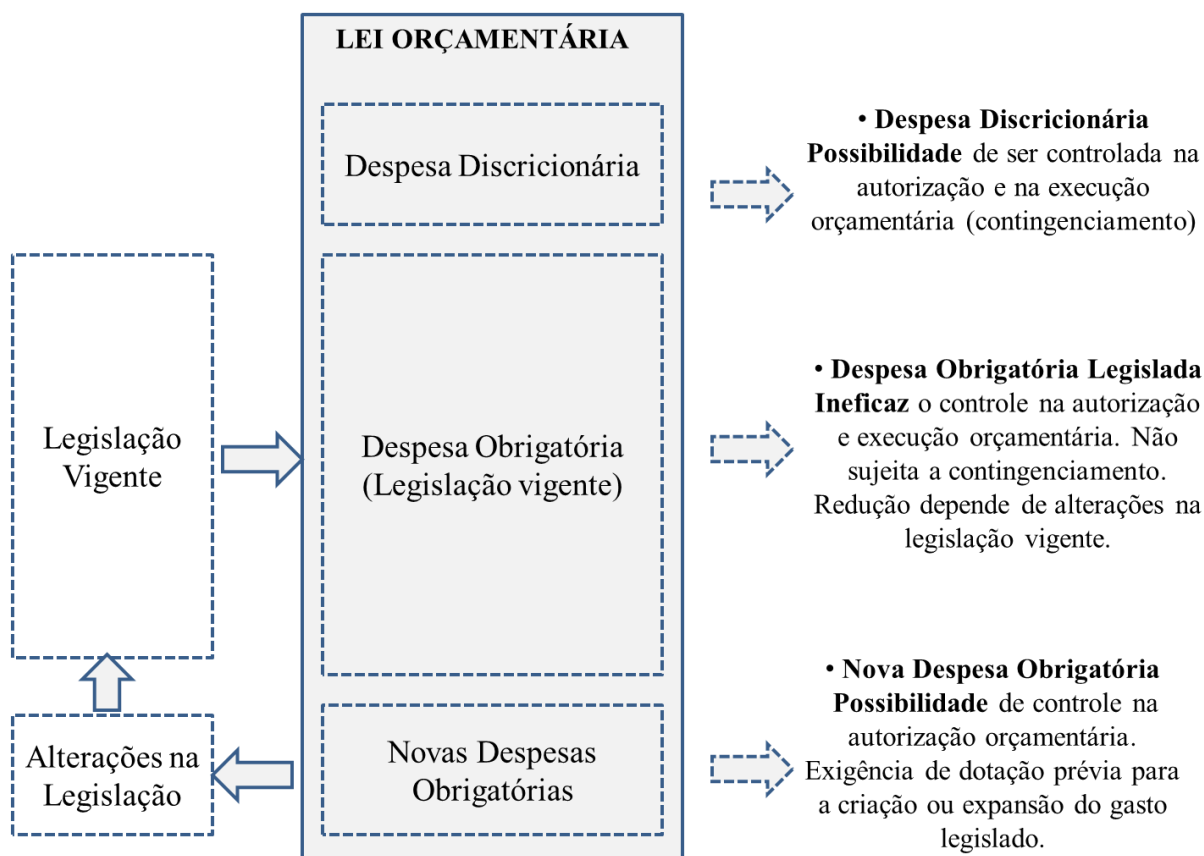 LEI ORÇAMENTÁRIA
Despesa Discricionária
• Despesa Discricionária
Possibilidade de ser controlada na
autorização e na execução
orçamentária (contingenciamento)
Legislação
Vigente
Despesa Obrigatória
(Legislação vigente)
• Despesa Obrigatória Legislada
Ineficaz o controle na autorização
e execução orçamentária. Não
sujeita a contingenciamento.
Redução depende de alterações na
legislação vigente.
Alterações na
Legislação
Novas Despesas
Obrigatórias
• Nova Despesa Obrigatória
Possibilidade de controle na
autorização orçamentária.
Exigência de dotação prévia para
a criação ou expansão do gasto
legislado.